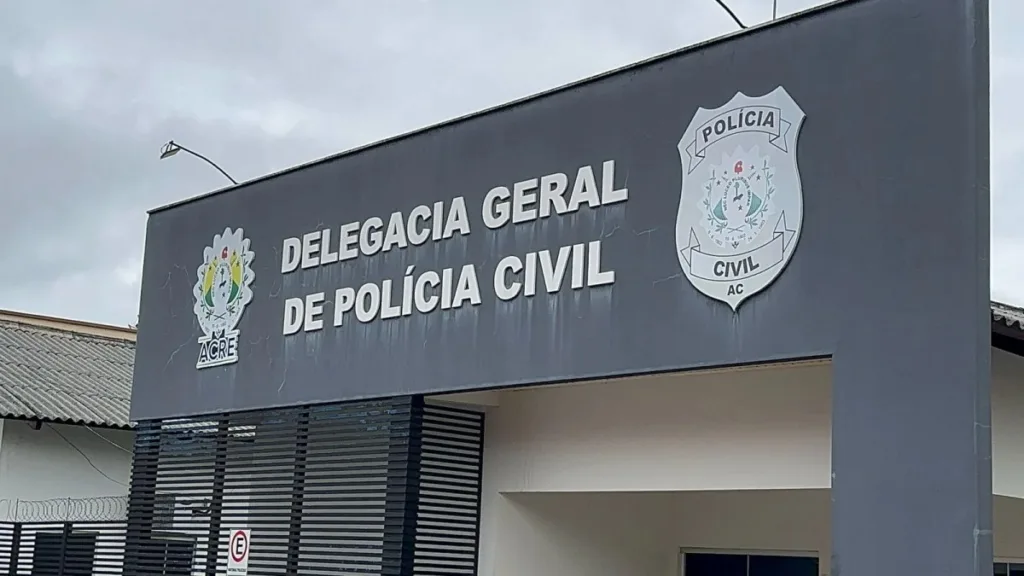 DELEGACIA GERAL
DE POLÍCIA CIVIL
ACRE
POLÍCIA
CIVIL
AC
E